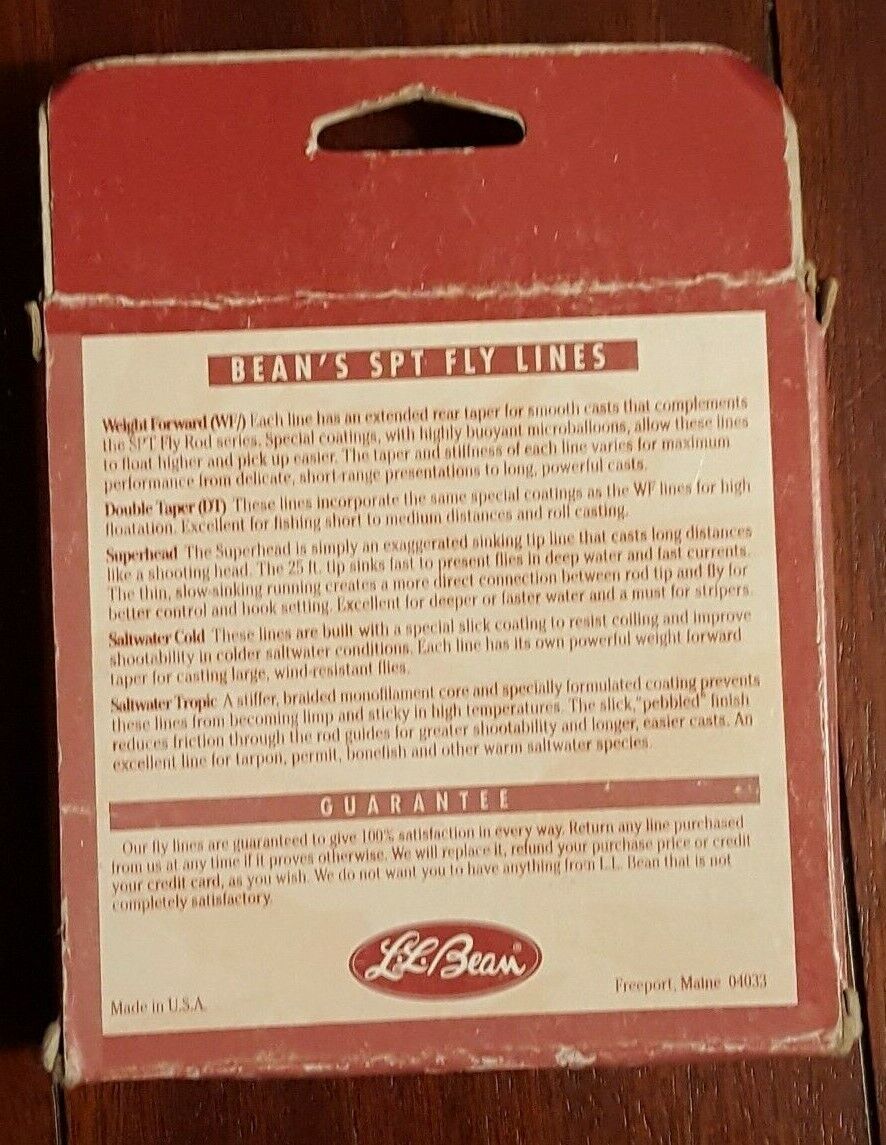 BEAN'S SPT FLY LINES
Weight Forward (WF/) Each line has an extended rear taper for smooth casts that complements
the SPT Fly Rod series. Special coatings, with highly buoyant microballoons, allow these lines
to float higher and pick up easier. The taper and stiffness of each line varies for maximum
performance from delicate, short-range presentations to long, powerful casts.
Double Taper (DT) These lines incorporate the same special coatings as the WF lines for high
floatation. Excellent for fishing short to medium distances and roll casting.
Superhead The Superhead is simply an exaggerated sinking tip line that casts long distances
like a shooting head. The 25 ft. tip sinks fast to present flies in deep water and fast currents.
The thin, slow-sinking running creates a more direct connection between rod tip and fly for
better control and hook setting. Excellent for deeper or faster water and a must for stripers.
Saltwater Cold These lines are built with a special slick coating to resist coiling and improve
shootability in colder saltwater conditions. Each line has its own powerful weight forward
taper for casting large, wind-resistant flies.
Saltwater Tropic A stiffer, braided monofilament core and specially formulated coating prevents
these lines from becoming limp and sticky in high temperatures. The slick, "pebbled" finish
reduces friction through the rod guides for greater shootability and longer, easier casts. An
excellent line for tarpon, permit, bonefish and other warm saltwater species.
GUARANTEE
Our fly lines are guaranteed to give 100% satisfaction in every way. Return any line purchased
from us at any time if it proves otherwise. We will replace it, refund your purchase price or credit
your credit card, as you wish. We do not want you to have anything from L.L. Bean that is not
completely satisfactory.
L.L.Bean®
Made in U.S.A.
Freeport, Maine 04033